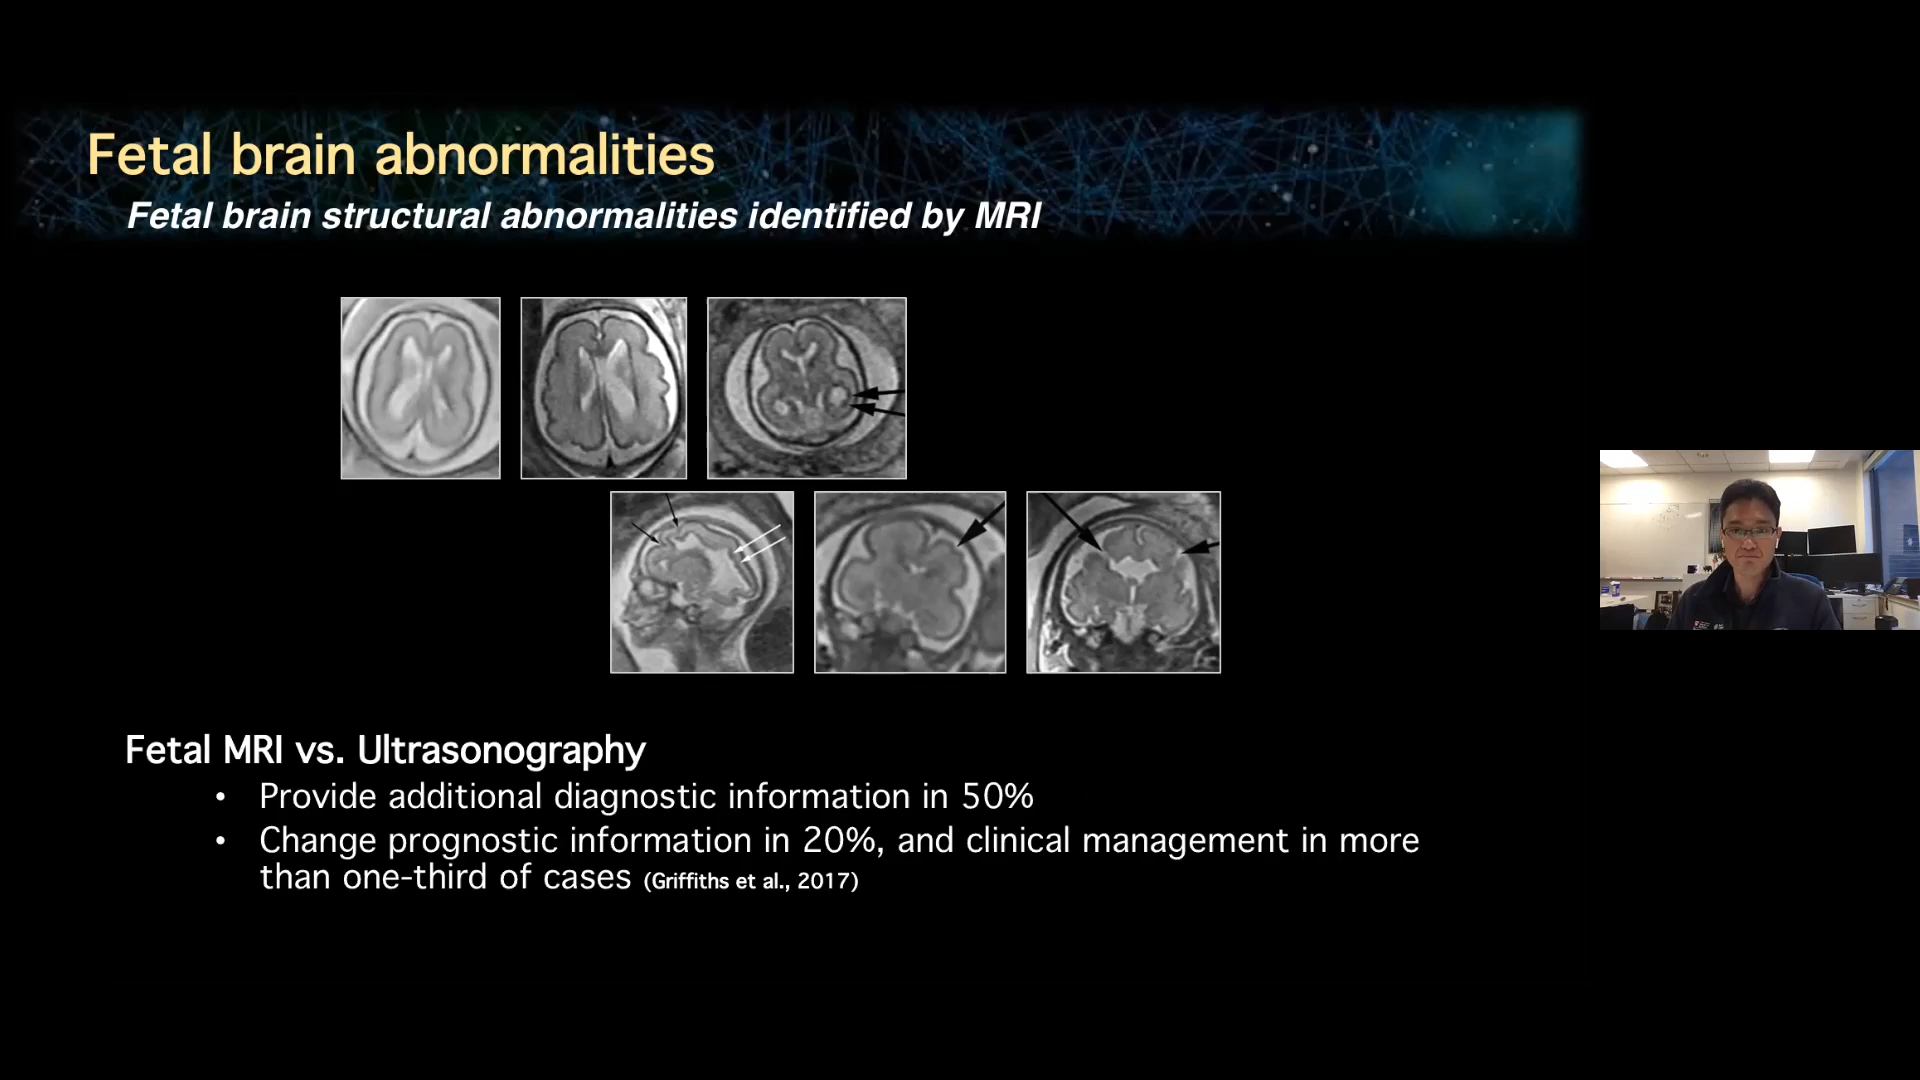 Fetal brain abnormalities
Fetal brain structural abnormalities identified by MRI
Fetal MRI vs. Ultrasonography
• Provide additional diagnostic information in 50%
• Change prognostic information in 20%, and clinical management in more
than one-third of cases (Griffiths et al., 2017)